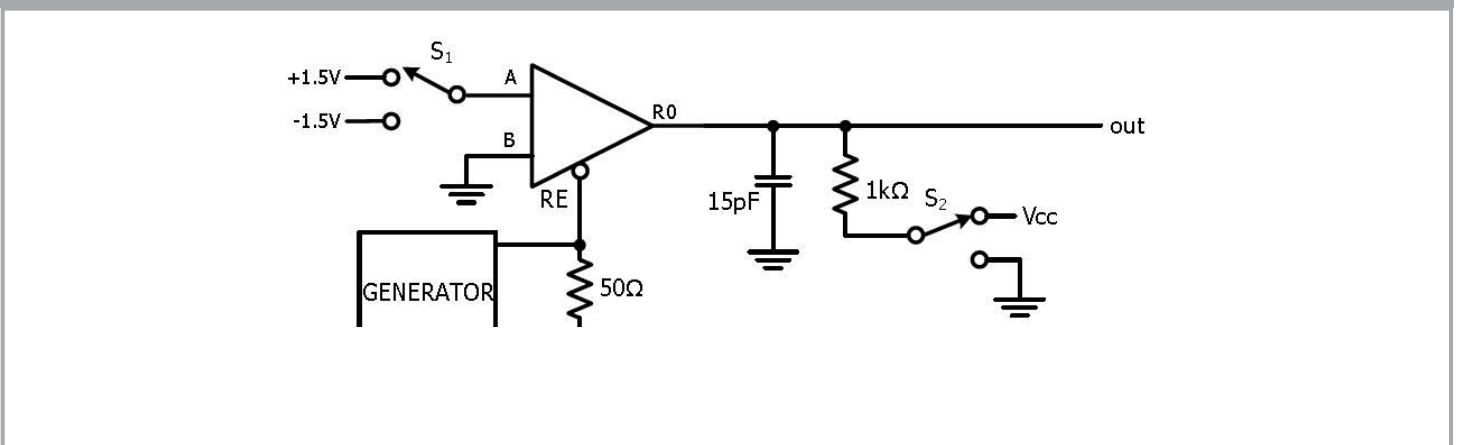 S₁
+1.5V
A
-1.5V
B
R0
out
RE
15pF
1kΩ
S₂
Vcc
GENERATOR
50Ω